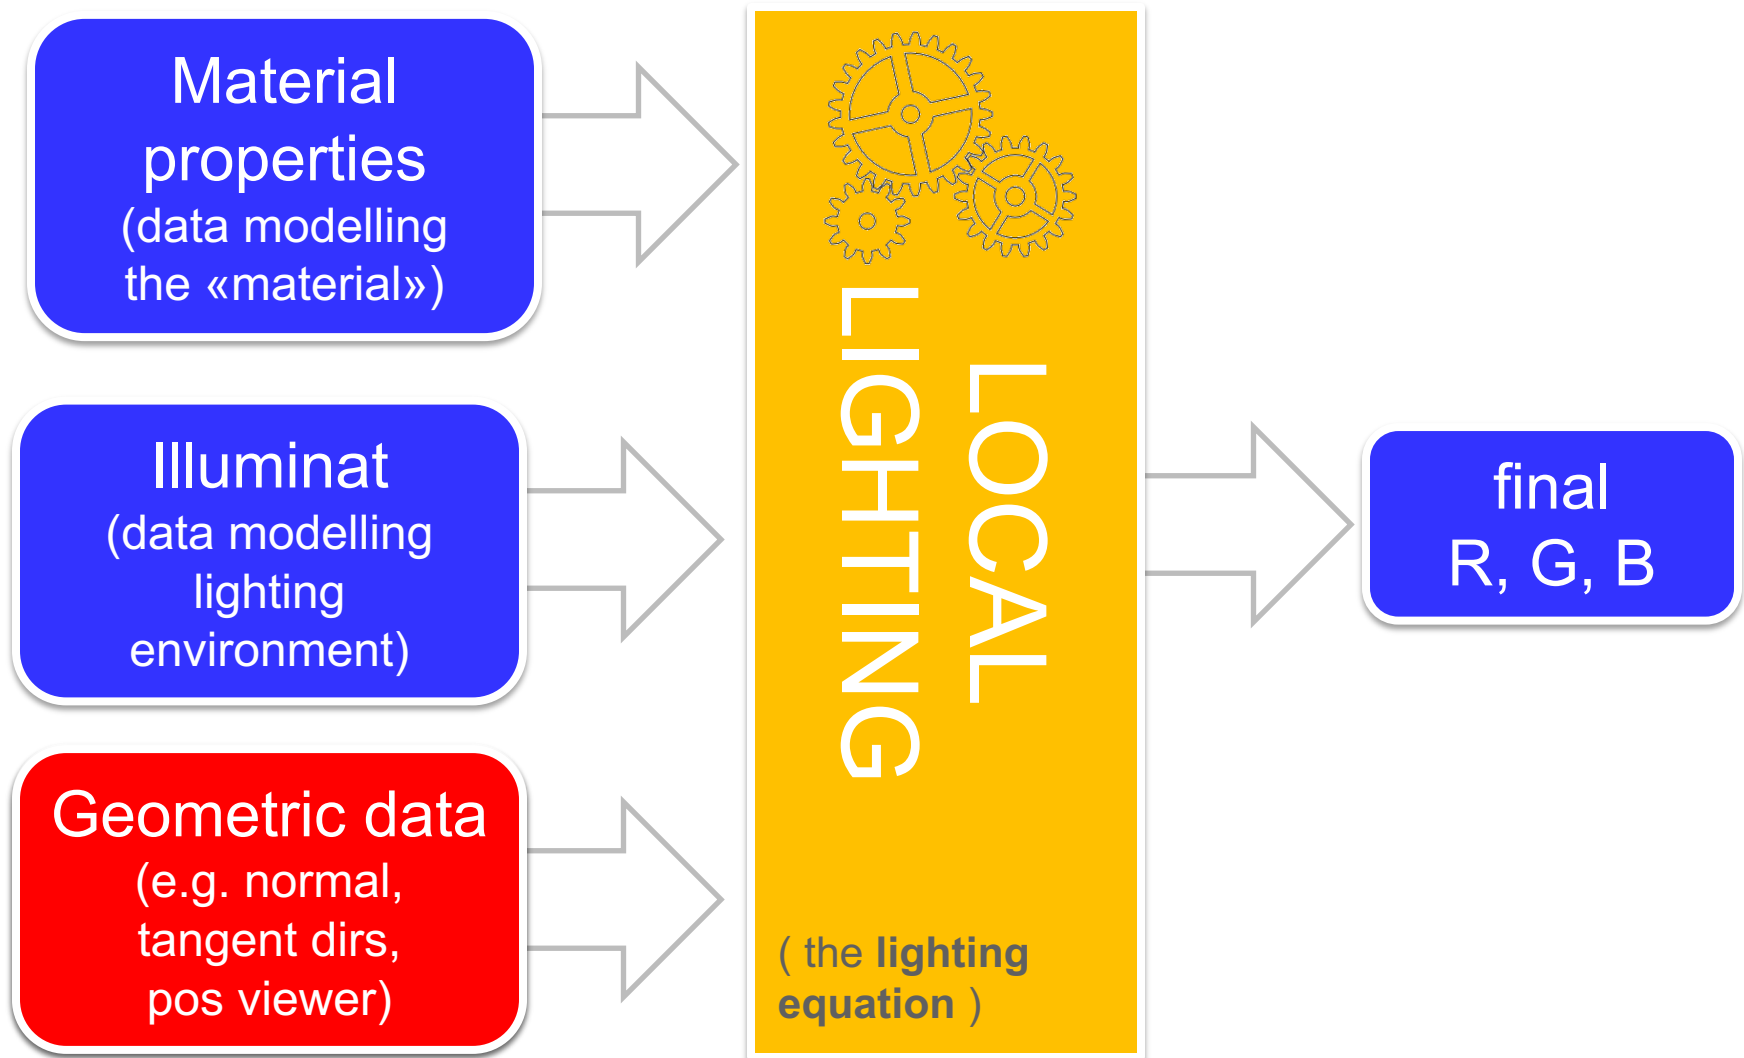 Material
properties
(data modelling
the «material»)
Illuminat
(data modelling
lighting
environment)
Geometric data
(e.g. normal,
tangent dirs,
pos viewer)
LOCAL
LIGHTING
( the lighting
equation )
final
R, G, B